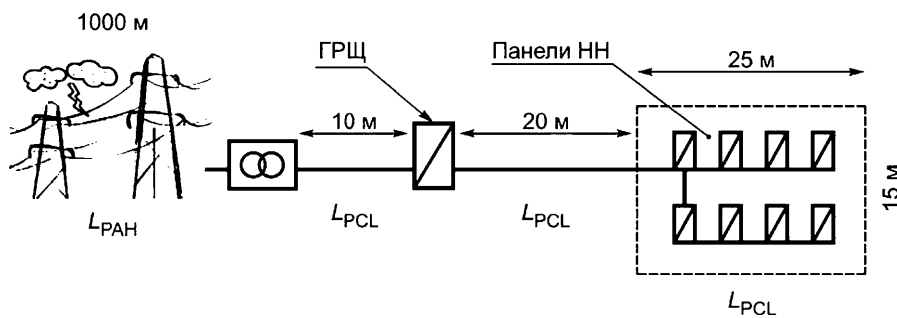 1000 м
ГРЩ
Панели НН
25 м
10 м
20 м
15 м
L_PAH
L_PCL
L_PCL
L_PCL